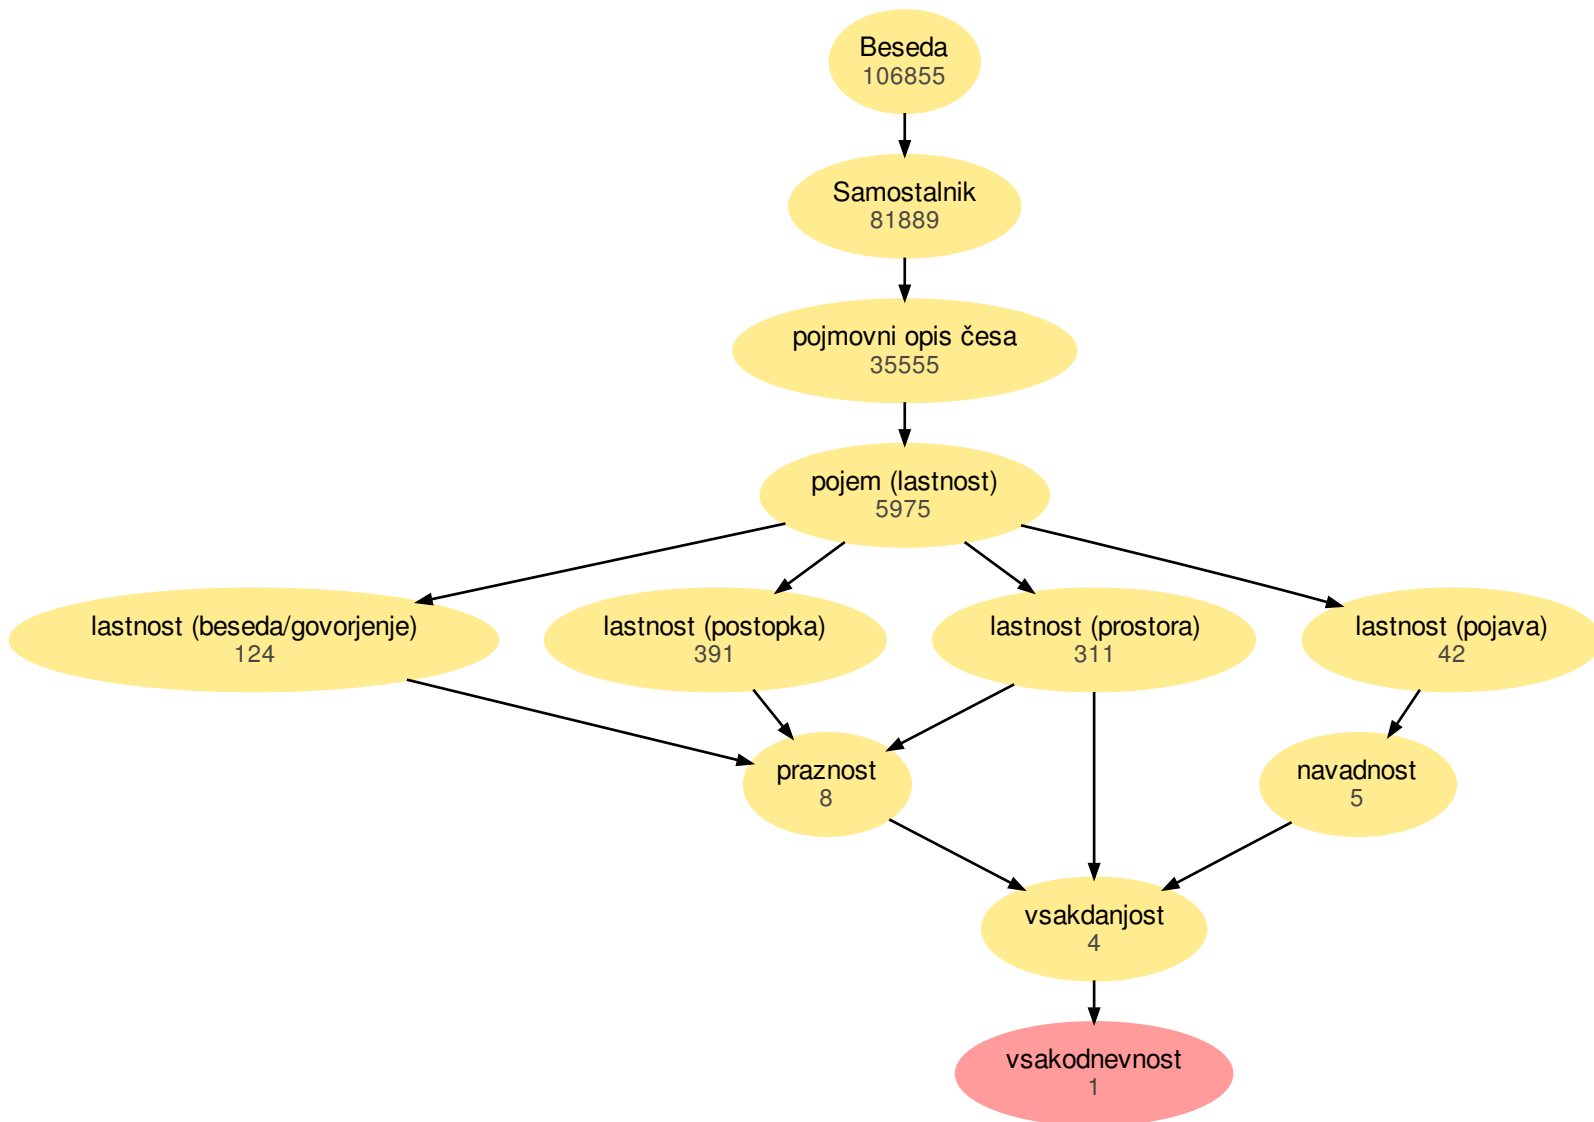 Beseda
106855
Samostalnik
81889
pojmovni opis česa
35555
pojem (lastnost)
5975
lastnost (beseda/govorjenje)
124
lastnost (postopka)
391
lastnost (prostora)
311
lastnost (pojava)
42
praznost
8
navadnost
5
vsakdanjost
4
vsakodnevnost
1